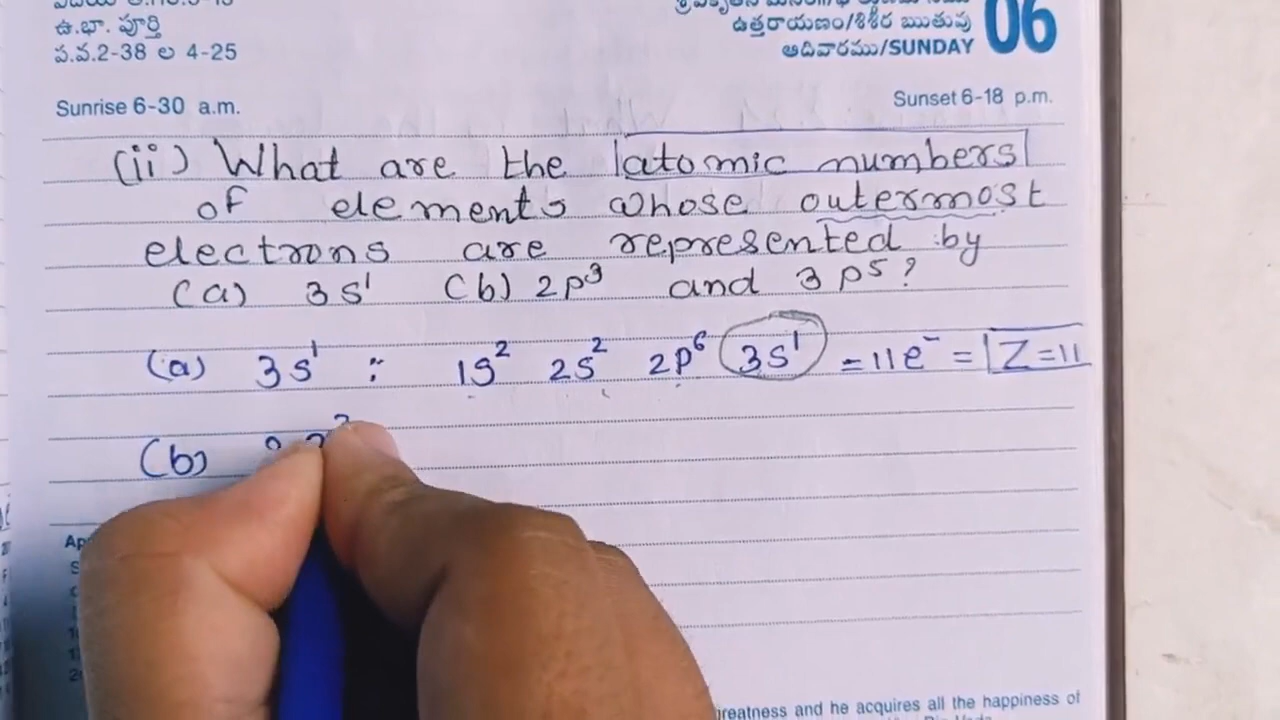 ఉ.భా. పూర్తి
ప.వ.2-38 ల 4-25
ఉత్తరాయణం/శిశిర ఋతువు
ఆదివారము/SUNDAY
06
Sunrise 6-30 a.m.
Sunset 6-18 p.m.
(ii) What are the atomic numbers
of elements whose outermost
electrons are represented by
(a) 3s¹ (b) 2p³ and 3p⁵?
(a) 3s¹ : 1s² 2s² 2p⁶ 3s¹ = 11e⁻ = Z=11
(b)
greatness and he acquires all the happiness of